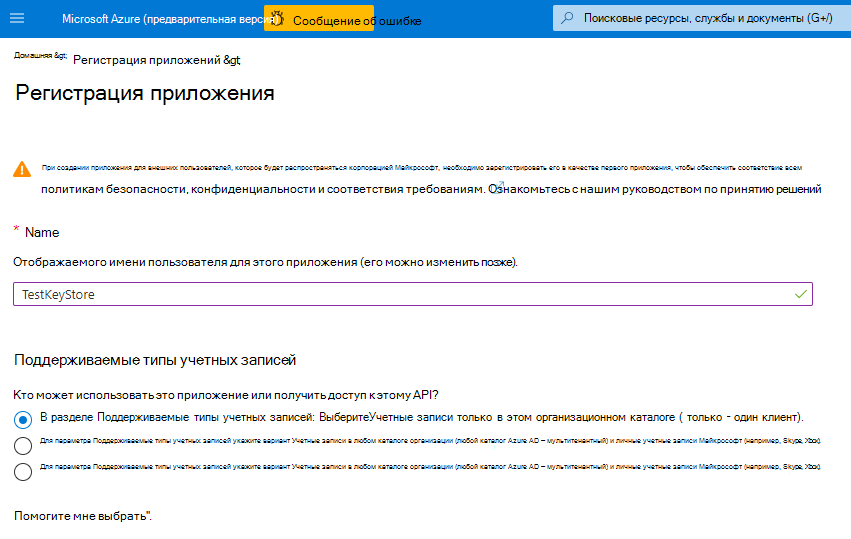 Microsoft Azure (предварительная версия)
Сообщение об ошибке
Поисковые ресурсы, службы и документы (G+/)
Домашняя &gt;
Регистрация приложений &gt;
Регистрация приложения
При создании приложения для внешних пользователей, которое будет распространяться корпорацией Майкрософт, необходимо зарегистрировать его в качестве первого приложения, чтобы обеспечить соответствие всем
политикам безопасности, конфиденциальности и соответствия требованиям. Ознакомьтесь с нашим руководством по принятию решений
* Name
Отображаемого имени пользователя для этого приложения (его можно изменить позже).
TestKeyStore
Поддерживаемые типы учетных записей
Кто может использовать это приложение или получить доступ к этому API?
В разделе Поддерживаемые типы учетных записей: ВыберитеУчетные записи только в этом организационном каталоге ( только - один клиент).
Для параметра Поддерживаемые типы учетных записей укажите вариант Учетные записи в любом каталоге организации (любой каталог Azure AD – мультитенантный) и личные учетные записи Майкрософт (например, Skype, Xbox).
Для параметра Поддерживаемые типы учетных записей укажите вариант Учетные записи в любом каталоге организации (любой каталог Azure AD – мультитенантный) и личные учетные записи Майкрософт (например, Skype, Xbox).
Помогите мне выбрать".